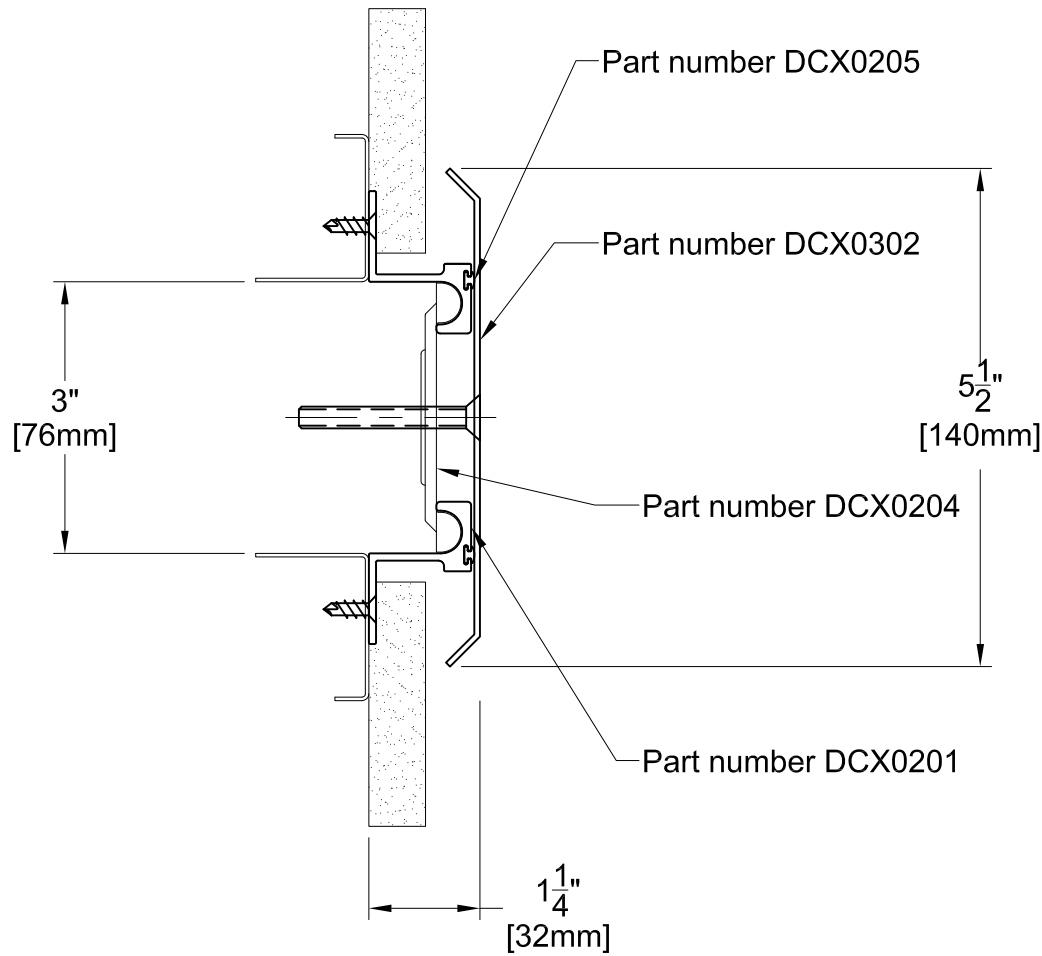 Part number DCX0205
Part number DCX0302
3"
[76mm]
5 1/2"
[140mm]
Part number DCX0204
Part number DCX0201
1 1/4"
[32mm]